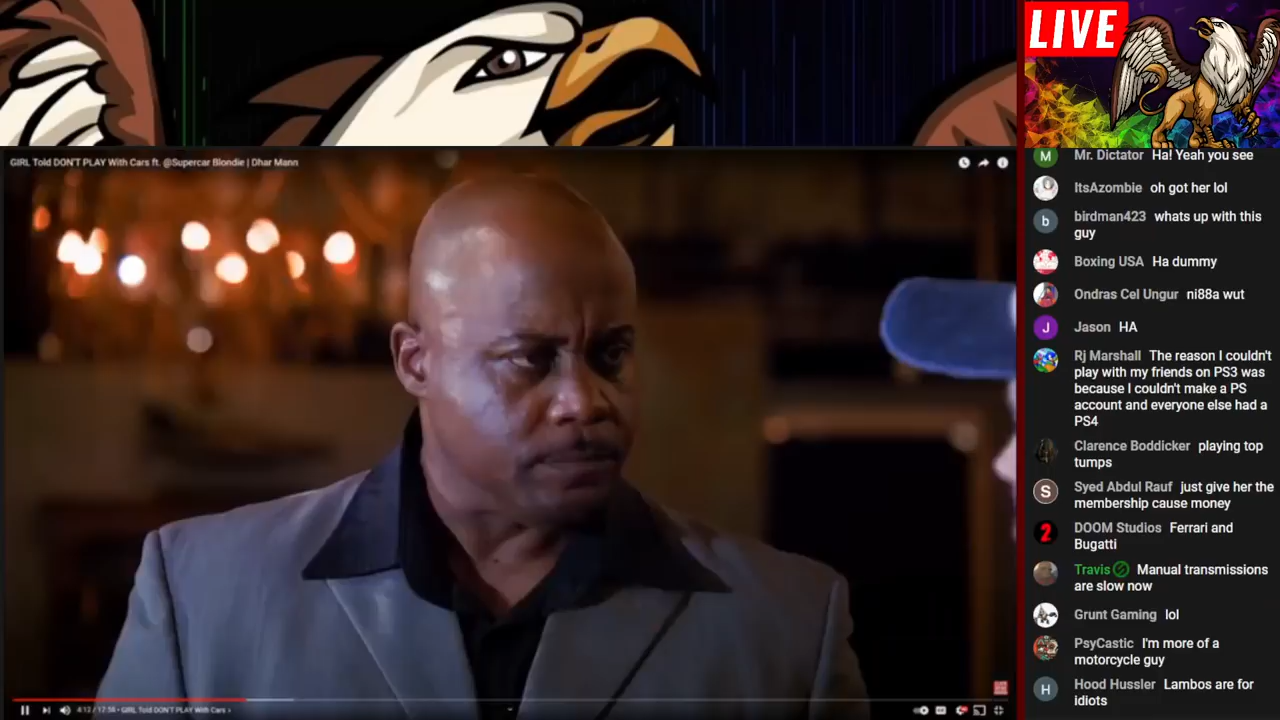 LIVE
GIRL Told DON'T PLAY With Cars ft. @Supercar Blondie | Dhar Mann
M Mr. Dictator Ha! Yeah you see
ItsAzombie oh got her lol
b birdman423 whats up with this
guy
Boxing USA Ha dummy
Ondras Cel Ungur ni88a wut
J Jason HA
Rj Marshall The reason I couldn't
play with my friends on PS3 was
because I couldn't make a PS
account and everyone else had a
PS4
Clarence Boddicker playing top
tumps
S Syed Abdul Rauf just give her the
membership cause money
2 DOOM Studios Ferrari and
Bugatti
Travis Manual transmissions
are slow now
Grunt Gaming lol
PsyCastic I'm more of a
motorcycle guy
H Hood Hussler Lambos are for
idiots
4:12 / 17:56 • GIRL Told DON'T PLAY With Cars ›